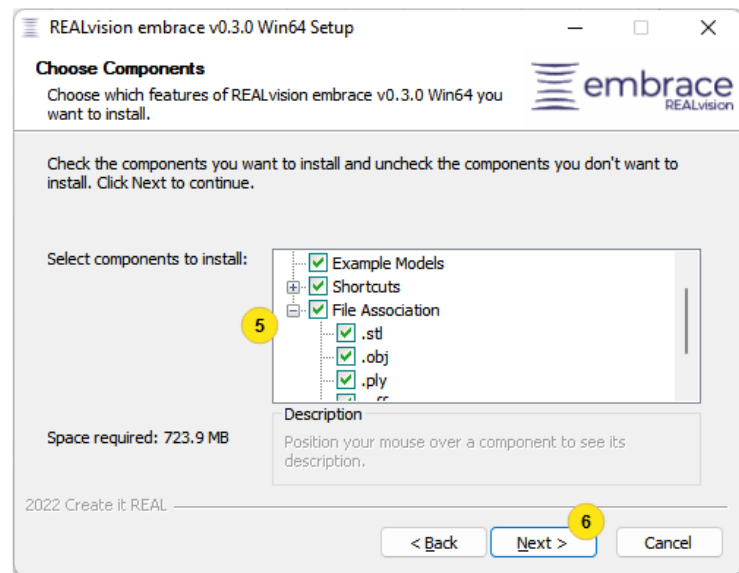 REALvision embrace v0.3.0 Win64 Setup
Choose Components
Choose which features of REALvision embrace v0.3.0 Win64 you
want to install.
embrace
REALvision
Check the components you want to install and uncheck the components you don't want to
install. Click Next to continue.
Select components to install:
Example Models
Shortcuts
File Association
5
.stl
.obj
.ply
Space required: 723.9 MB
Description
Position your mouse over a component to see its
description.
2022 Create it REAL
6
< Back
Next >
Cancel